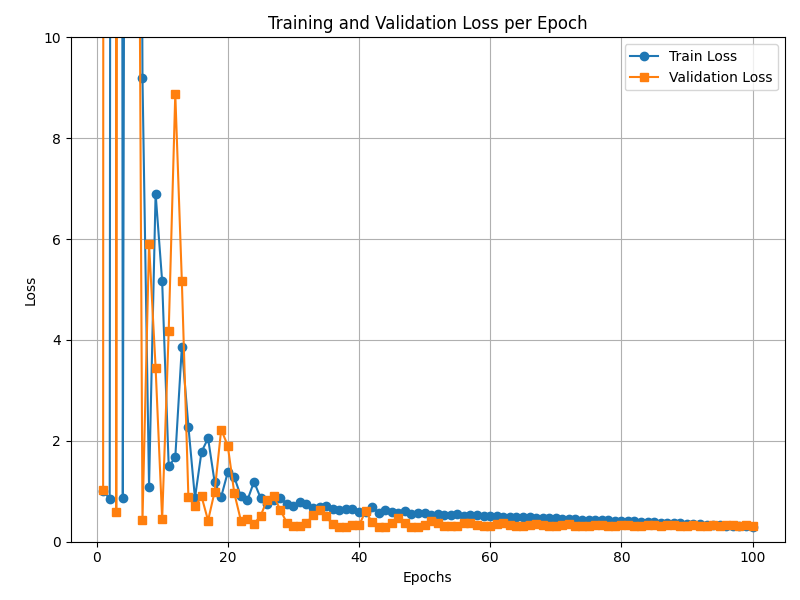 Training and Validation Loss per Epoch
Train Loss
Validation Loss
10
8
6
4
2
0
Loss
0 20 40 60 80 100
Epochs